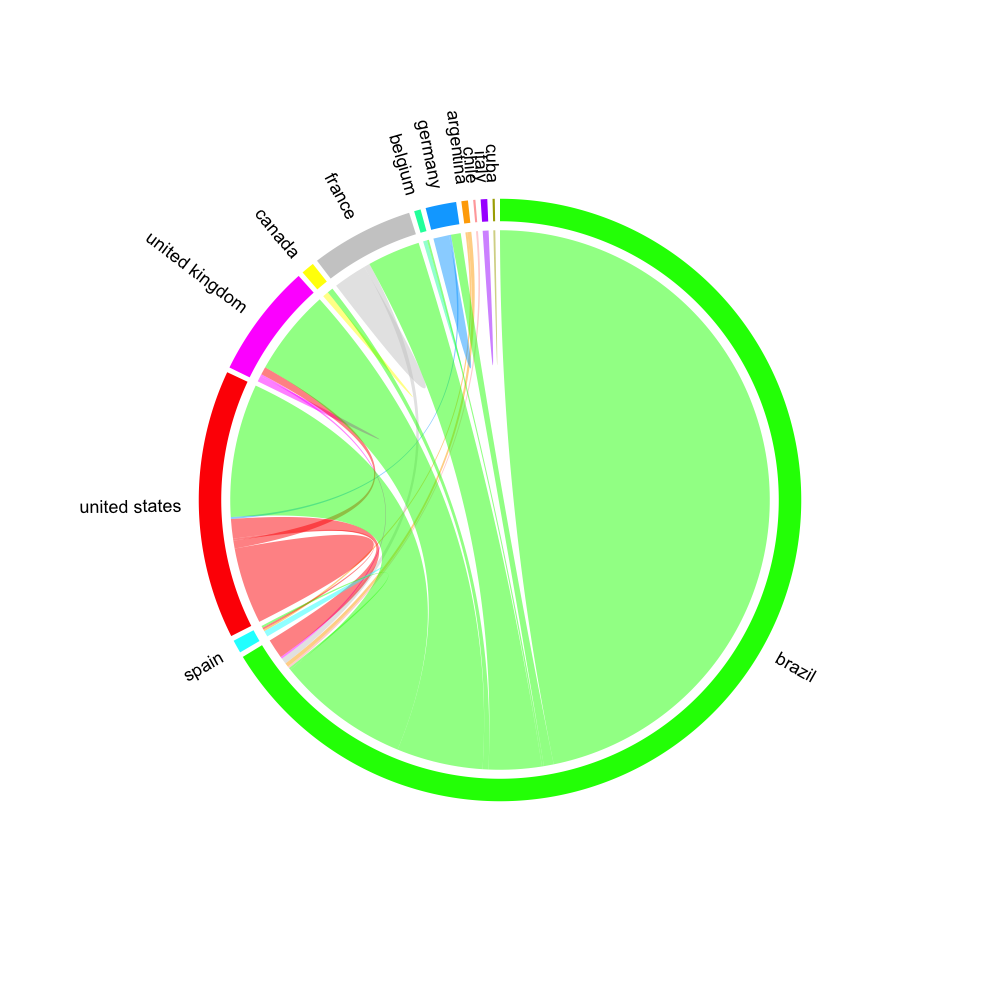 cuba
italy
chile
argentina
germany
belgium
france
canada
united kingdom
united states
spain
brazil